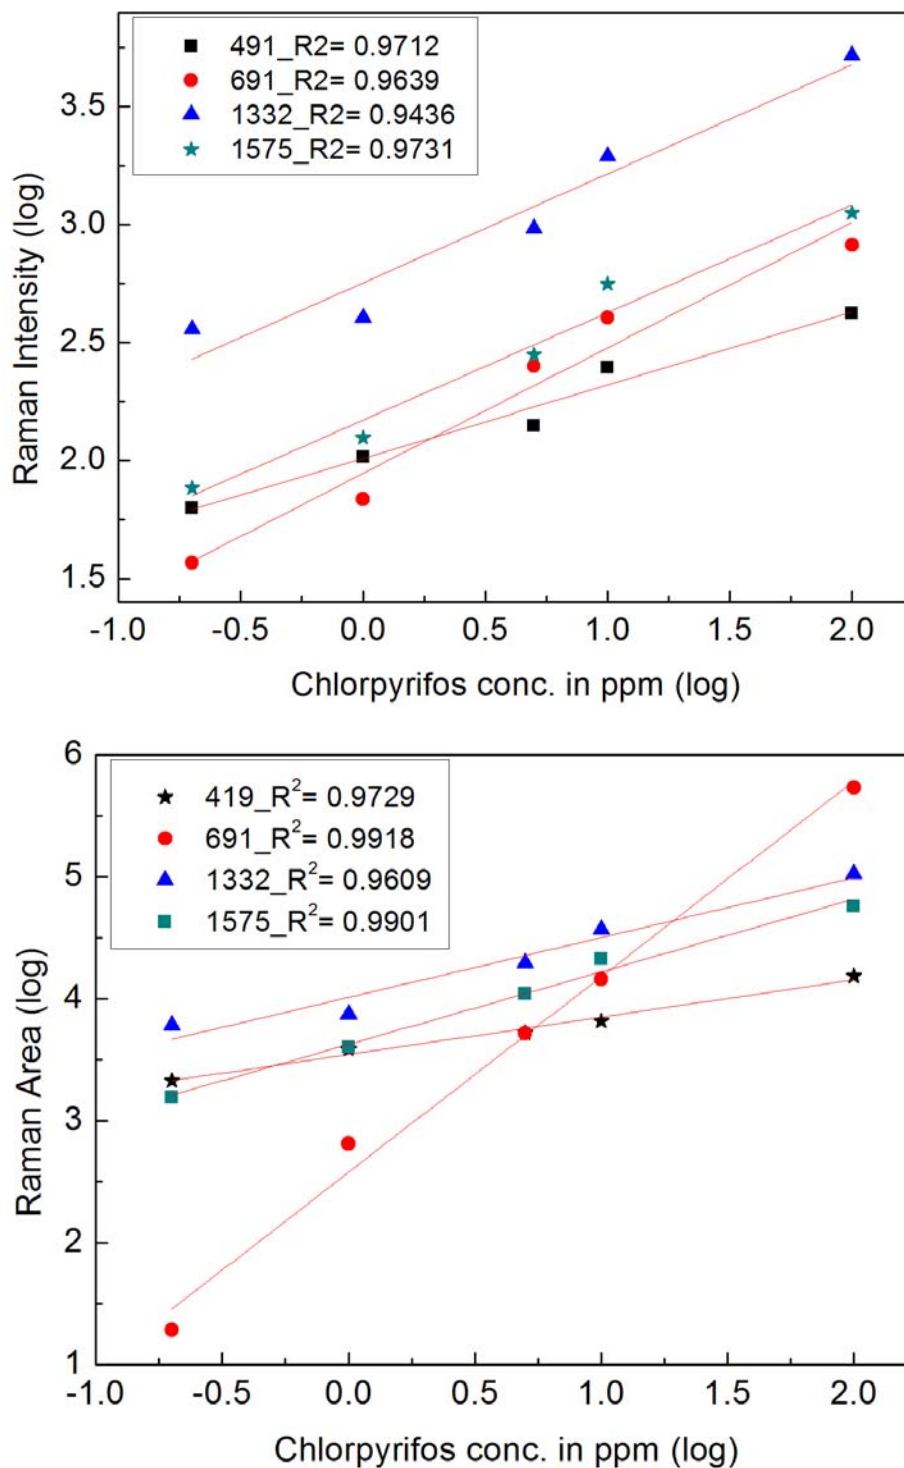 491_R2= 0.9712
691_R2= 0.9639
1332_R2= 0.9436
1575_R2= 0.9731
3.5
3.0
2.5
2.0
1.5
Raman Intensity (log)
-1.0 -0.5 0.0 0.5 1.0 1.5 2.0
Chlorpyrifos conc. in ppm (log)
419_R²= 0.9729
691_R²= 0.9918
1332_R²= 0.9609
1575_R²= 0.9901
6
5
4
3
2
1
Raman Area (log)
-1.0 -0.5 0.0 0.5 1.0 1.5 2.0
Chlorpyrifos conc. in ppm (log)